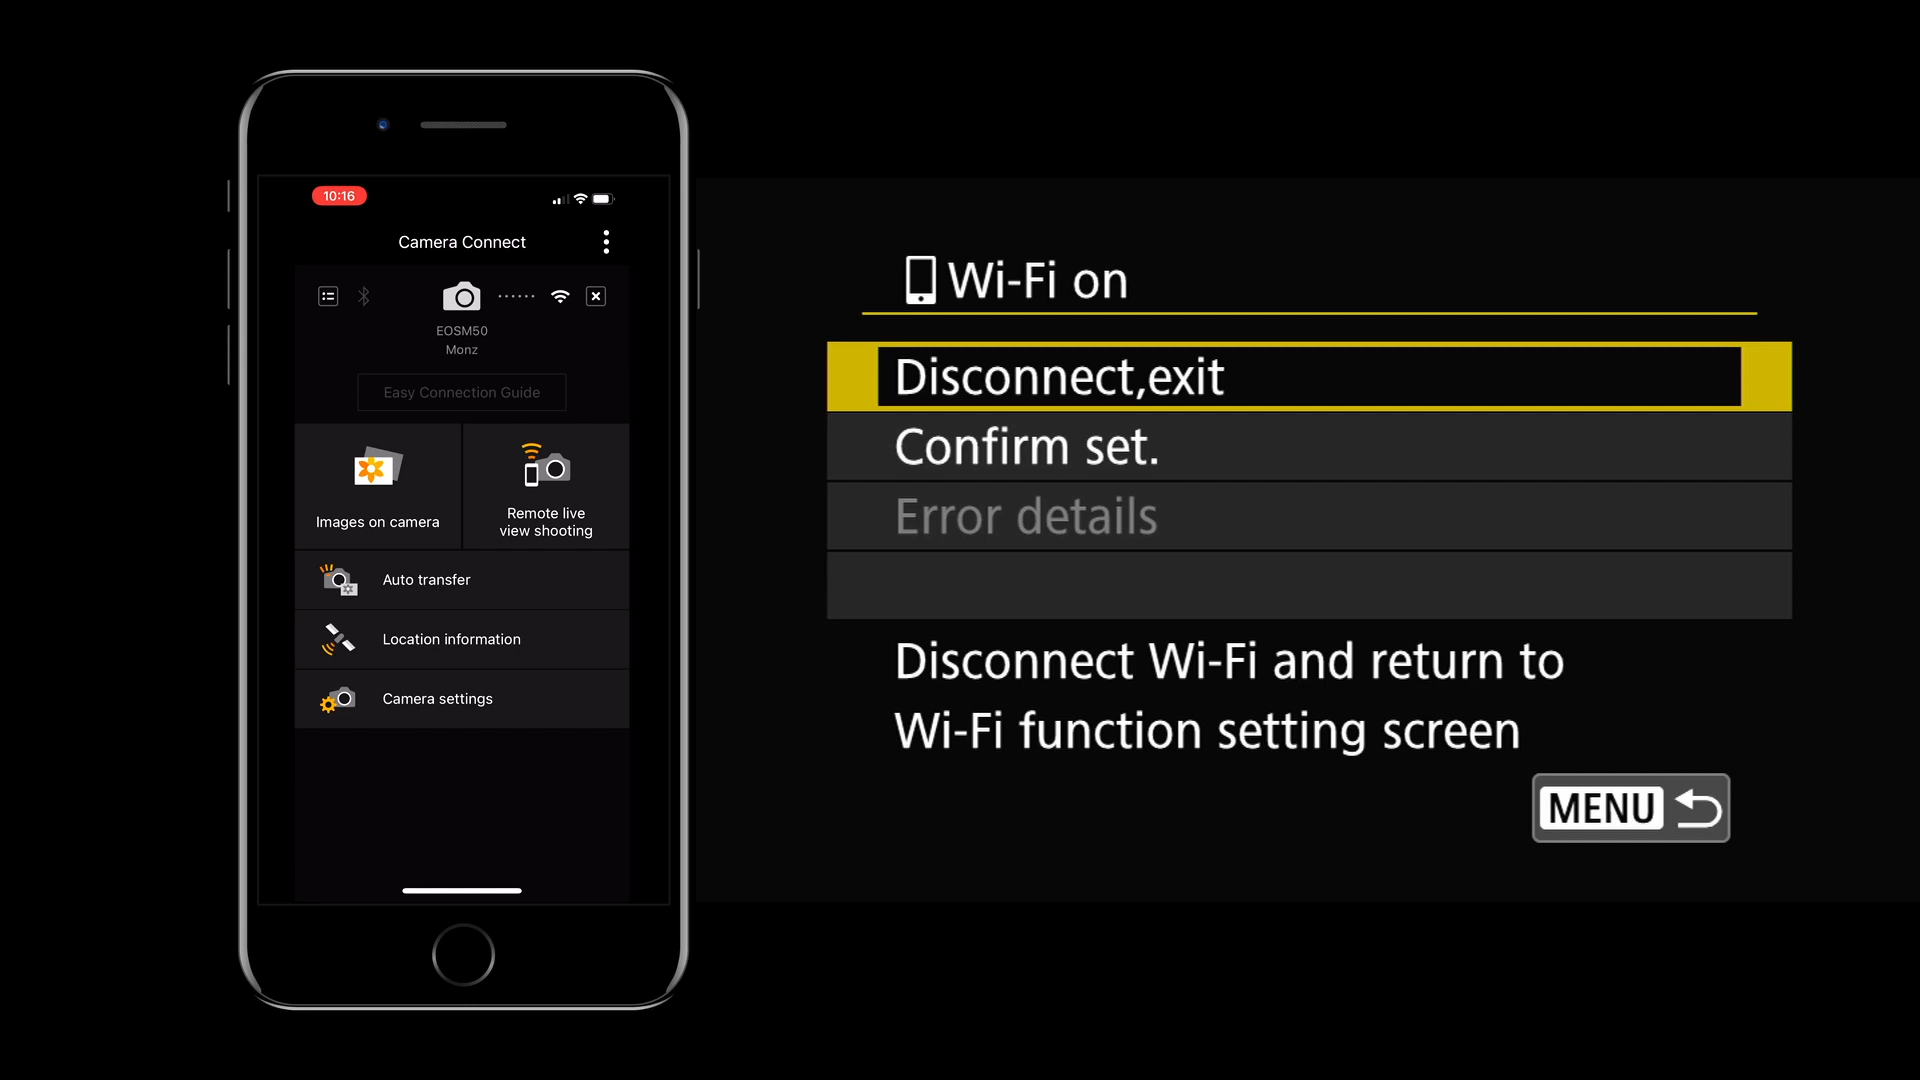 10:16
Camera Connect
EOSM50
Monz
Easy Connection Guide
Images on camera
Remote live
view shooting
Auto transfer
Location information
Camera settings
Wi-Fi on
Disconnect,exit
Confirm set.
Error details
Disconnect Wi-Fi and return to
Wi-Fi function setting screen
MENU